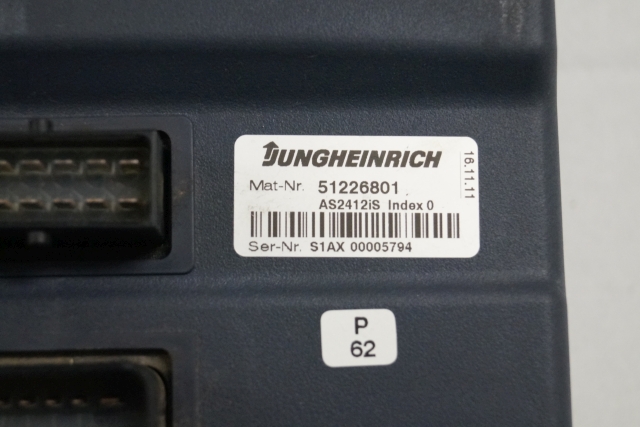 JUNGHEINRICH
16.11.11
Mat-Nr. 51226801
AS2412iS Index 0
Ser-Nr. S1AX 00005794
P
62